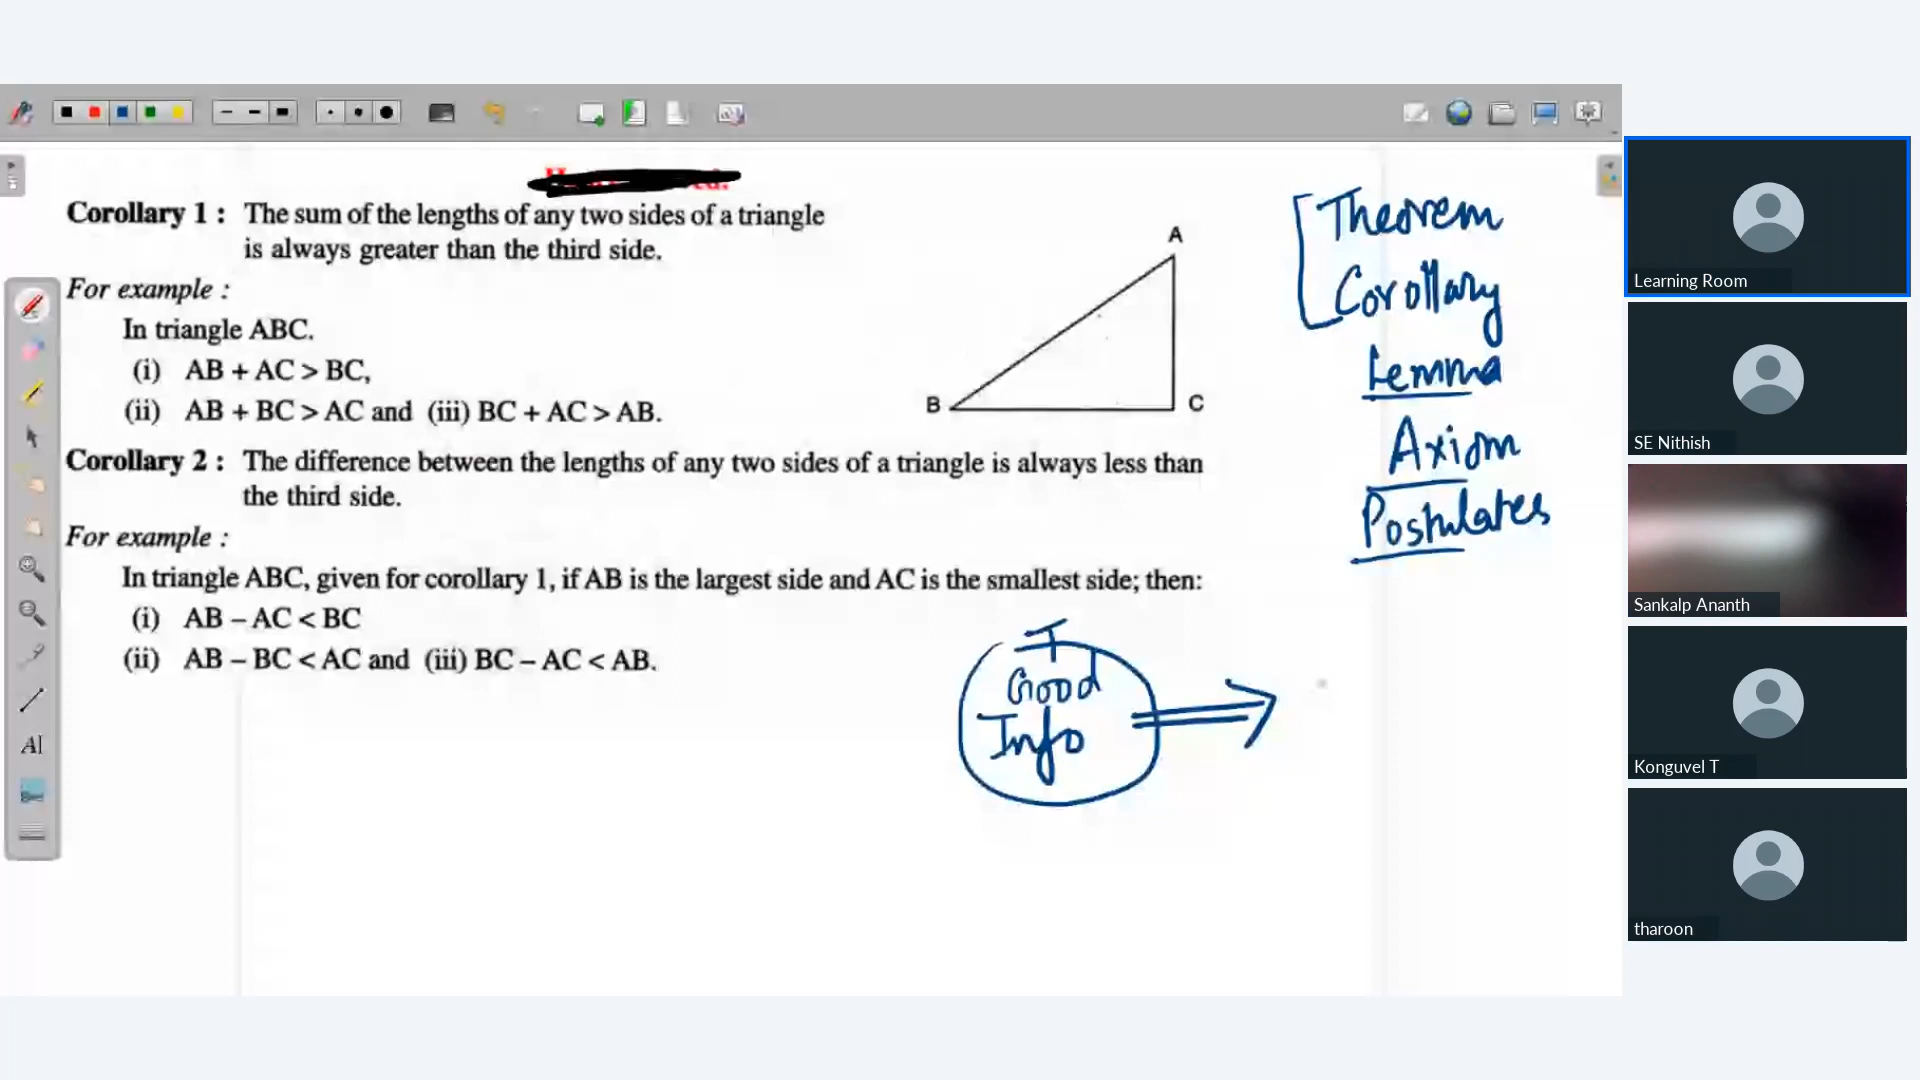 Corollary 1 : The sum of the lengths of any two sides of a triangle
is always greater than the third side.
For example :
In triangle ABC.
(i) AB + AC > BC,
(ii) AB + BC > AC and (iii) BC + AC > AB.
Corollary 2 : The difference between the lengths of any two sides of a triangle is always less than
the third side.
For example :
In triangle ABC, given for corollary 1, if AB is the largest side and AC is the smallest side; then:
(i) AB – AC < BC
(ii) AB – BC < AC and (iii) BC – AC < AB.
A
B
C
Theorem
Corollary
Lemma
Axiom
Postulates
T
Good
Info
AI
Learning Room
SE Nithish
Sankalp Ananth
Konguvel T
tharoon